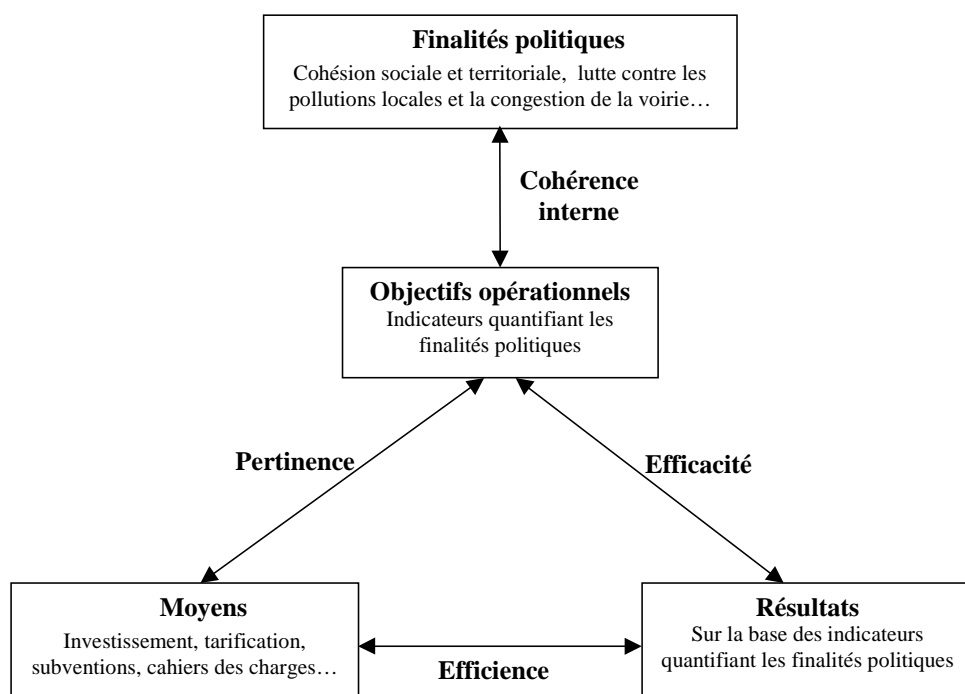 Finalités politiques
Cohésion sociale et territoriale, lutte contre les
pollutions locales et la congestion de la voirie…
Cohérence
interne
Objectifs opérationnels
Indicateurs quantifiant les
finalités politiques
Pertinence
Efficacité
Moyens
Investissement, tarification,
subventions, cahiers des charges…
Efficience
Résultats
Sur la base des indicateurs
quantifiant les finalités politiques